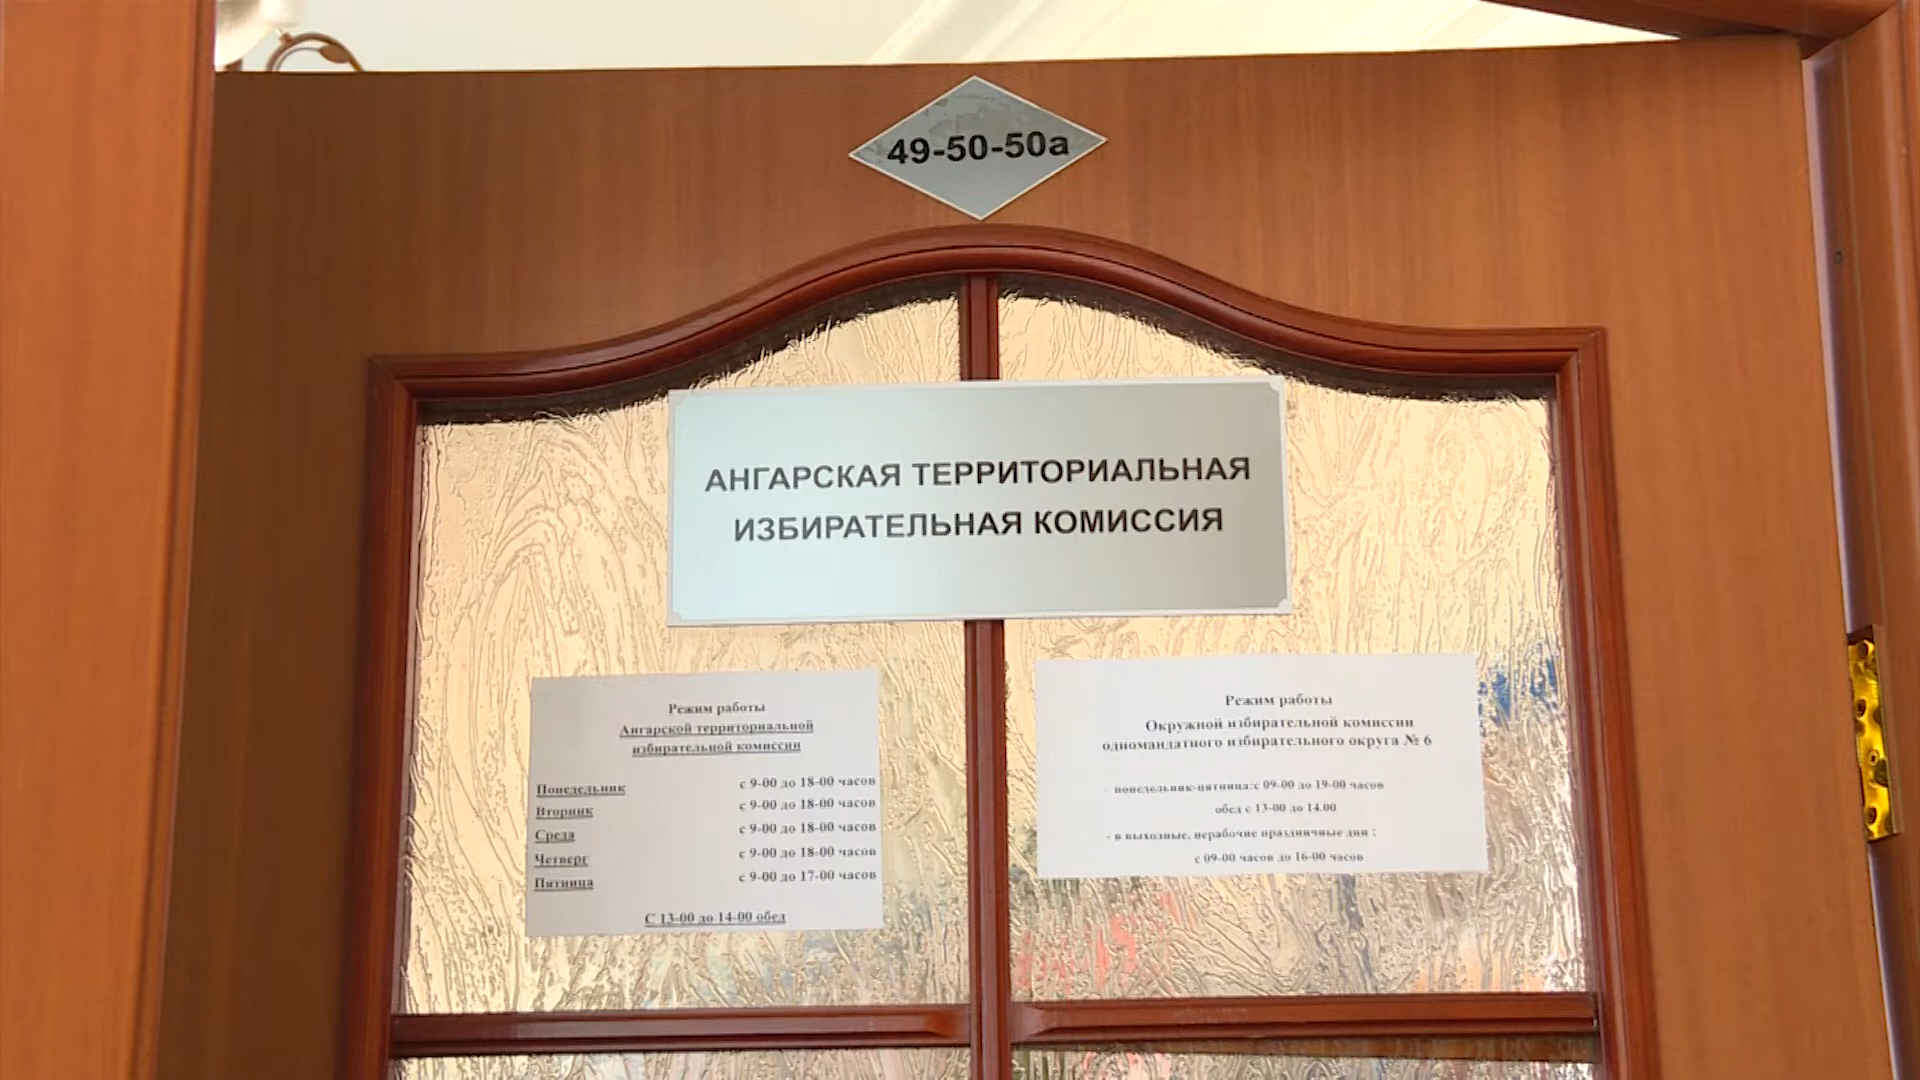 49-50-50а
АНГАРСКАЯ ТЕРРИТОРИАЛЬНАЯ
ИЗБИРАТЕЛЬНАЯ КОМИССИЯ
Режим работы
Ангарской территориальной
избирательной комиссии
Понедельник с 9-00 до 18-00 часов
Вторник с 9-00 до 18-00 часов
Среда с 9-00 до 18-00 часов
Четверг с 9-00 до 18-00 часов
Пятница с 9-00 до 17-00 часов
С 13-00 до 14-00 обед
Режим работы
Окружной избирательной комиссии
одномандатного избирательного округа № 6
- понедельник-пятница: с 09-00 до 19-00 часов
обед с 13-00 до 14.00
- в выходные, нерабочие праздничные дни :
с 09-00 часов до 16-00 часов